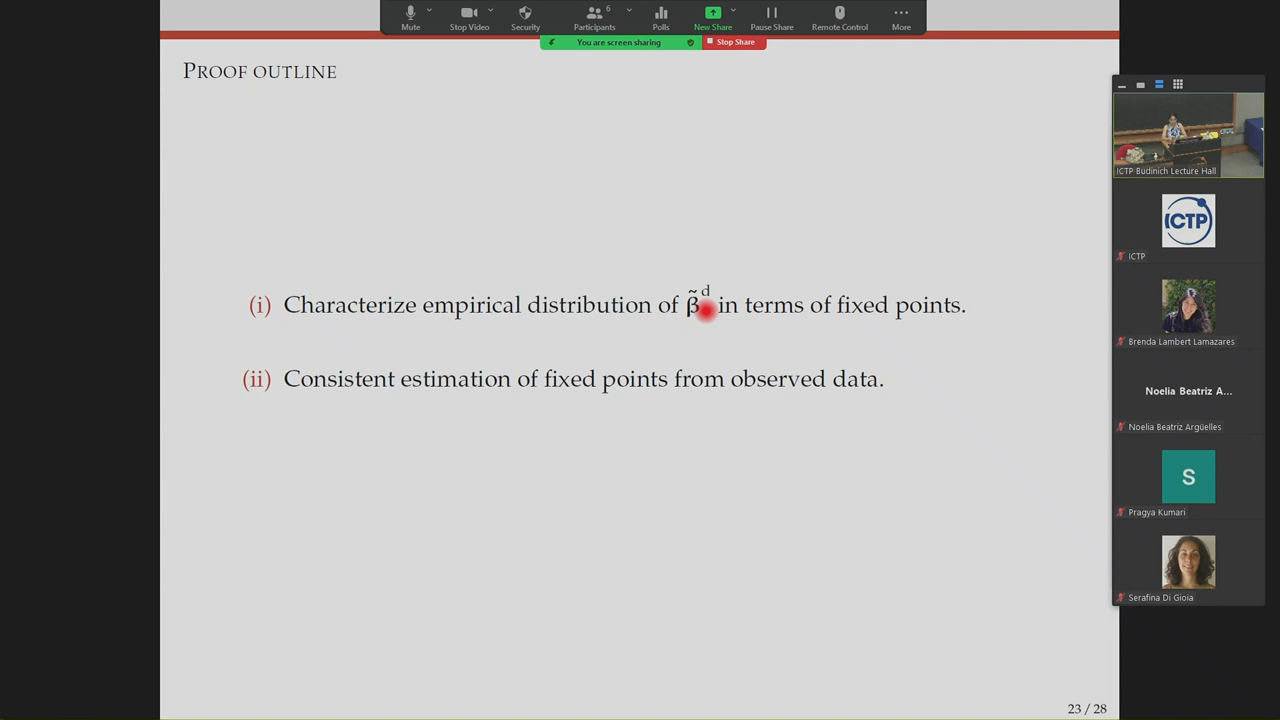 6
Mute
Stop Video
Security
Participants
Polls
New Share
Pause Share
Remote Control
More
You are screen sharing
Stop Share
PROOF OUTLINE
(i) Characterize empirical distribution of β̃ᵈ in terms of fixed points.
(ii) Consistent estimation of fixed points from observed data.
23 / 28
ICTP Budinich Lecture Hall
ICTP
ICTP
Brenda Lambert Lamazares
Noelia Beatriz A...
Noelia Beatriz Argüelles
S
Pragya Kumari
Serafina Di Gioia